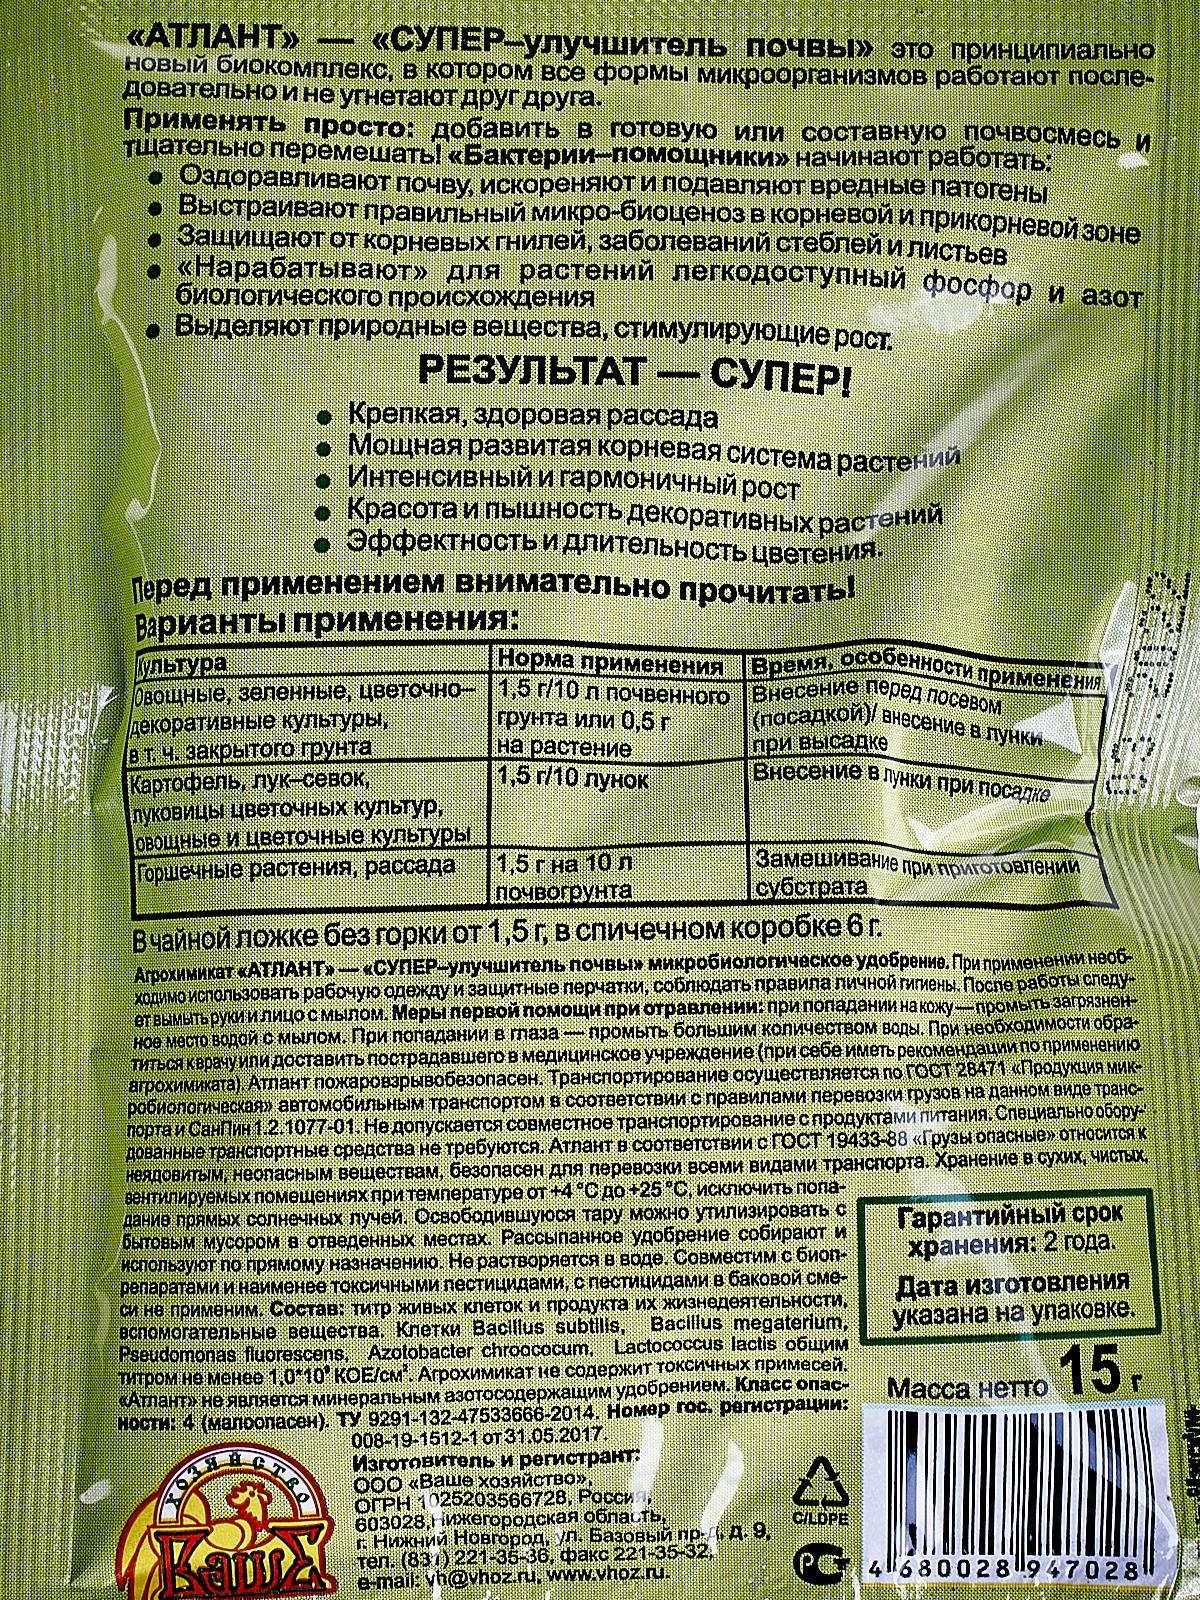 «АТЛАНТ» — «СУПЕР–улучшитель почвы» это принципиально
новый биокомплекс, в котором все формы микроорганизмов работают после-
довательно и не угнетают друг друга.
Применять просто: добавить в готовую или составную почвосмесь и
тщательно перемешать! «Бактерии–помощники» начинают работать:
• Оздоравливают почву, искореняют и подавляют вредные патогены
• Выстраивают правильный микро-биоценоз в корневой и прикорневой зоне
• Защищают от корневых гнилей, заболеваний стеблей и листьев
• «Нарабатывают» для растений легкодоступный фосфор и азот
биологического происхождения
• Выделяют природные вещества, стимулирующие рост.
РЕЗУЛЬТАТ — СУПЕР!
• Крепкая, здоровая рассада
• Мощная развитая корневая система растений
• Интенсивный и гармоничный рост
• Красота и пышность декоративных растений
• Эффектность и длительность цветения.
Перед применением внимательно прочитать!
Варианты применения:
Культура Норма применения Время, особенности применения
Овощные, зеленные, цветочно– 1,5 г/10 л почвенного Внесение перед посевом
декоративные культуры, грунта или 0,5 г (посадкой)/ внесение в лунки
в т. ч. закрытого грунта на растение при высадке
Картофель, лук–севок, 1,5 г/10 лунок Внесение в лунки при посадке
луковицы цветочных культур,
овощные и цветочные культуры
Горшечные растения, рассада 1,5 г на 10 л Замешивание при приготовлении
почвогрунта субстрата
В чайной ложке без горки от 1,5 г, в спичечном коробке 6 г.
Агрохимикат «АТЛАНТ» — «СУПЕР–улучшитель почвы» микробиологическое удобрение. При применении необ-
ходимо использовать рабочую одежду и защитные перчатки, соблюдать правила личной гигиены. После работы следу-
ет вымыть руки и лицо с мылом. Меры первой помощи при отравлении: при попадании на кожу — промыть загрязнен-
ное место водой с мылом. При попадании в глаза — промыть большим количеством воды. При необходимости обра-
титься к врачу или доставить пострадавшего в медицинское учреждение (при себе иметь рекомендации по применению
агрохимиката). Атлант пожаровзрывобезопасен. Транспортирование осуществляется по ГОСТ 28471 «Продукция мик-
робиологическая» автомобильным транспортом в соответствии с правилами перевозки грузов на данном виде транс-
порта и СанПин 1.2.1077-01. Не допускается совместное транспортирование с продуктами питания. Специально обору-
дованные транспортные средства не требуются. Атлант в соответствии с ГОСТ 19433-88 «Грузы опасные» относится к
неядовитым, неопасным веществам, безопасен для перевозки всеми видами транспорта. Хранение в сухих, чистых,
вентилируемых помещениях при температуре от +4 °С до +25 °С, исключить попа-
дание прямых солнечных лучей. Освободившуюся тару можно утилизировать с
бытовым мусором в отведенных местах. Рассыпанное удобрение собирают и
используют по прямому назначению. Не растворяется в воде. Совместим с биоп-
репаратами и наименее токсичными пестицидами, с пестицидами в баковой сме-
си не применим. Состав: титр живых клеток и продукта их жизнедеятельности,
вспомогательные вещества. Клетки Bacillus subtilis, Bacillus megaterium,
Pseudomonas fluorescens, Azotobacter chroococum, Lactococcus lactis общим
титром не менее 1,0*10⁹ КОЕ/см³. Агрохимикат не содержит токсичных примесей.
«Атлант» не является минеральным азотосодержащим удобрением. Класс опас-
ности: 4 (малоопасен). ТУ 9291-132-47533666-2014. Номер гос. регистрации:
008-19-1512-1 от 31.05.2017.
Гарантийный срок
хранения: 2 года.
Дата изготовления
указана на упаковке.
Масса нетто 15 г
Изготовитель и регистрант:
ООО «Ваше хозяйство»,
ОГРН 1025203566728, Россия,
603028, Нижегородская область,
г. Нижний Новгород, ул. Базовый пр-д, д. 9,
тел. (831) 221-35-36, факс 221-35-32,
e-mail: vh@vhoz.ru, www.vhoz.ru.
ХОЗЯЙСТВО
ВАШЕ
C/LDPE
РС
4 680028 947028